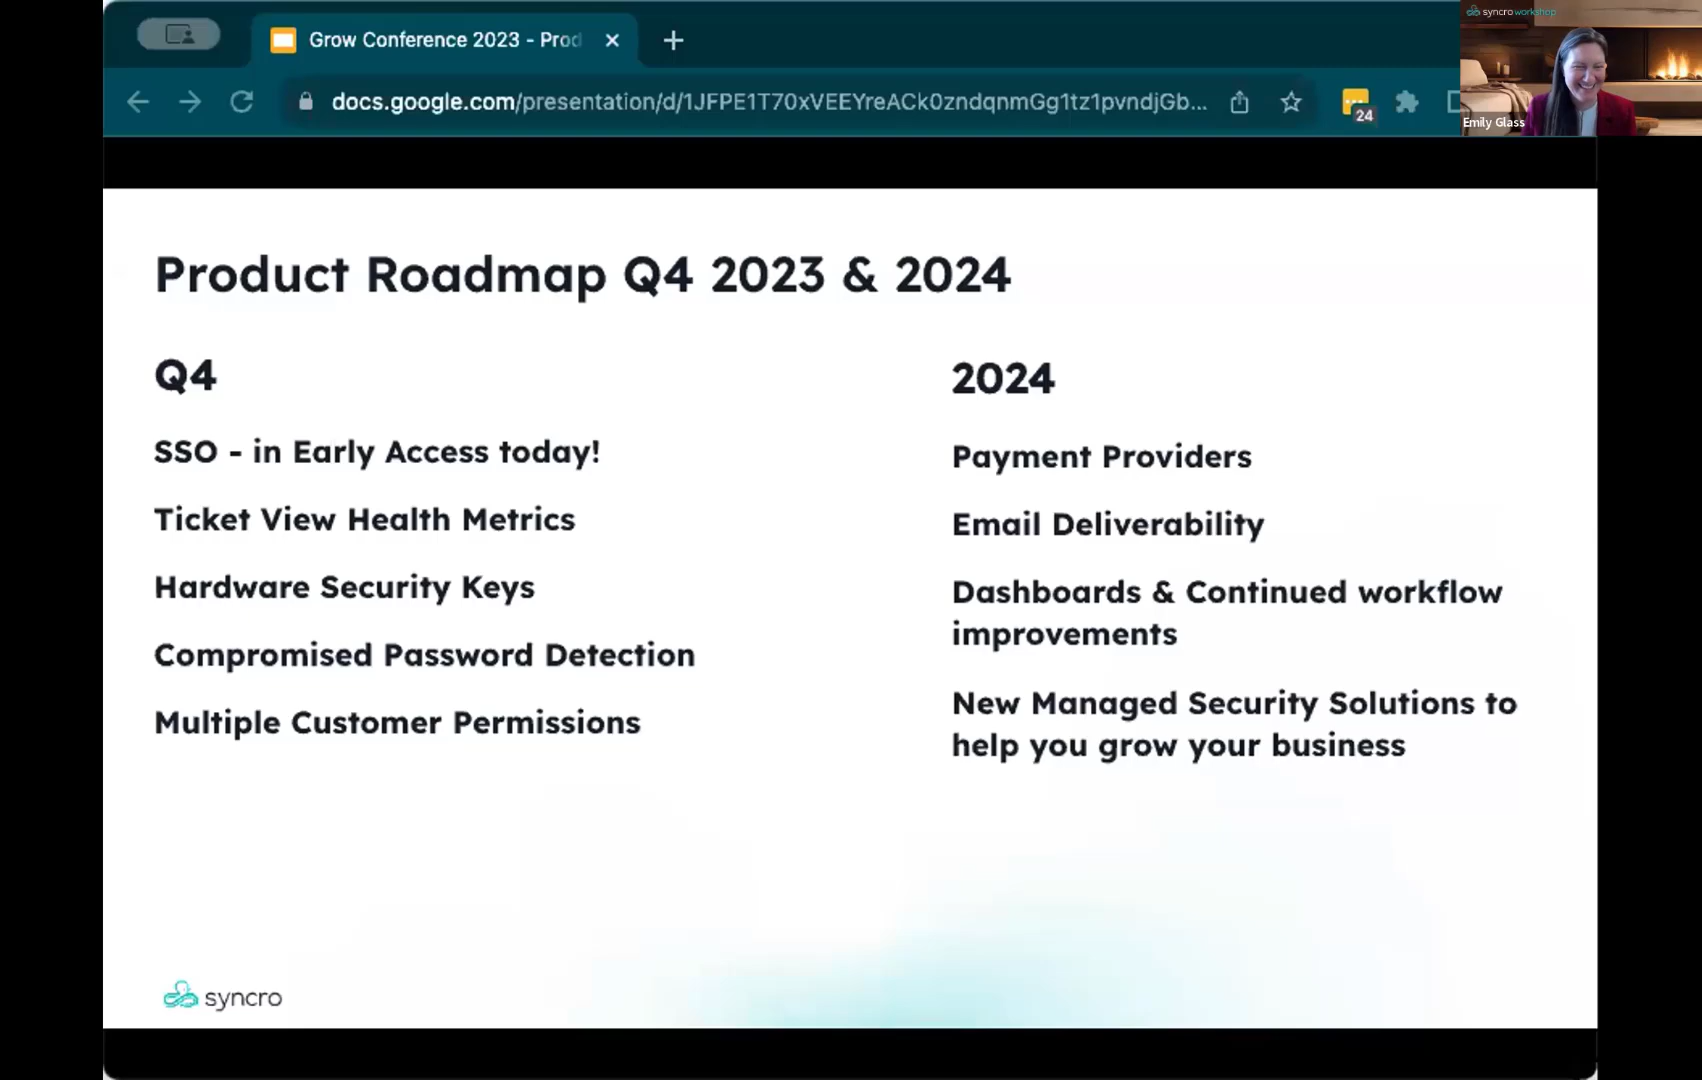 Grow Conference 2023 - Prod
docs.google.com/presentation/d/1JFPE1T70xVEEYreACk0zndqnmGg1tz1pvndjGb...
24
syncro workshop
Emily Glass
Product Roadmap Q4 2023 & 2024
Q4
SSO - in Early Access today!
Ticket View Health Metrics
Hardware Security Keys
Compromised Password Detection
Multiple Customer Permissions
2024
Payment Providers
Email Deliverability
Dashboards & Continued workflow
improvements
New Managed Security Solutions to
help you grow your business
syncro